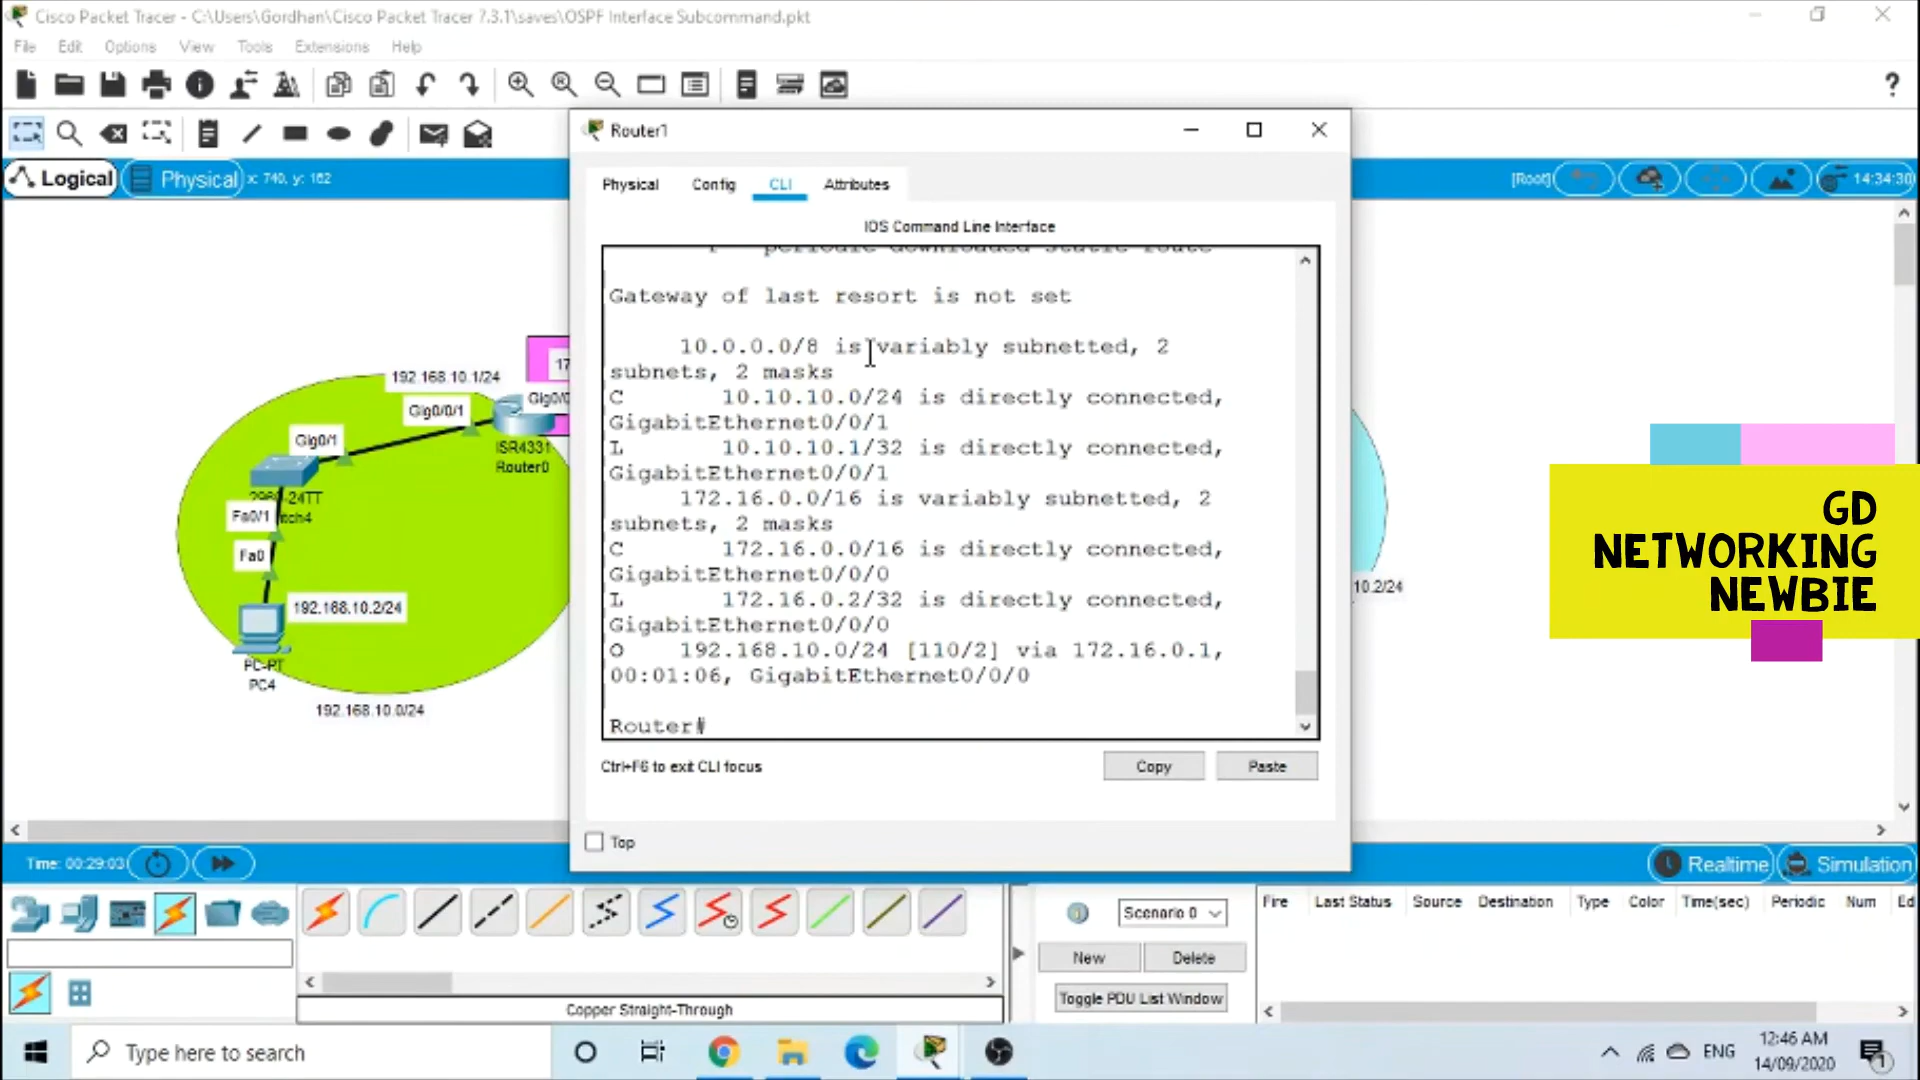 Cisco Packet Tracer - C:\Users\Gordhan\Cisco Packet Tracer 7.3.1\saves\OSPF Interface Subcommand.pkt
File Edit Options View Tools Extensions Help
Logical Physical x: 740, y: 162
[Root] 14:34:30
Router1
Physical Config CLI Attributes
IOS Command Line Interface
Gateway of last resort is not set
10.0.0.0/8 is variably subnetted, 2
subnets, 2 masks
C 10.10.10.0/24 is directly connected,
GigabitEthernet0/0/1
L 10.10.10.1/32 is directly connected,
GigabitEthernet0/0/1
172.16.0.0/16 is variably subnetted, 2
subnets, 2 masks
C 172.16.0.0/16 is directly connected,
GigabitEthernet0/0/0
L 172.16.0.2/32 is directly connected,
GigabitEthernet0/0/0
O 192.168.10.0/24 [110/2] via 172.16.0.1,
00:01:06, GigabitEthernet0/0/0
Router#
Ctrl+F6 to exit CLI focus
Copy
Paste
Top
17
192.168.10.1/24
Gig0/0/1
Gig0/0
Gig0/1
ISR4331
Router0
Fa0/1
Fa0
192.168.10.2/24
PC-PT
PC4
192.168.10.0/24
10.2/24
GD
NETWORKING
NEWBIE
Time: 00:29:03
Realtime
Simulation
Scenario 0
New
Delete
Toggle PDU List Window
Fire Last Status Source Destination Type Color Time(sec) Periodic Num Ed
Copper Straight-Through
Type here to search
ENG
12:46 AM
14/09/2020
1